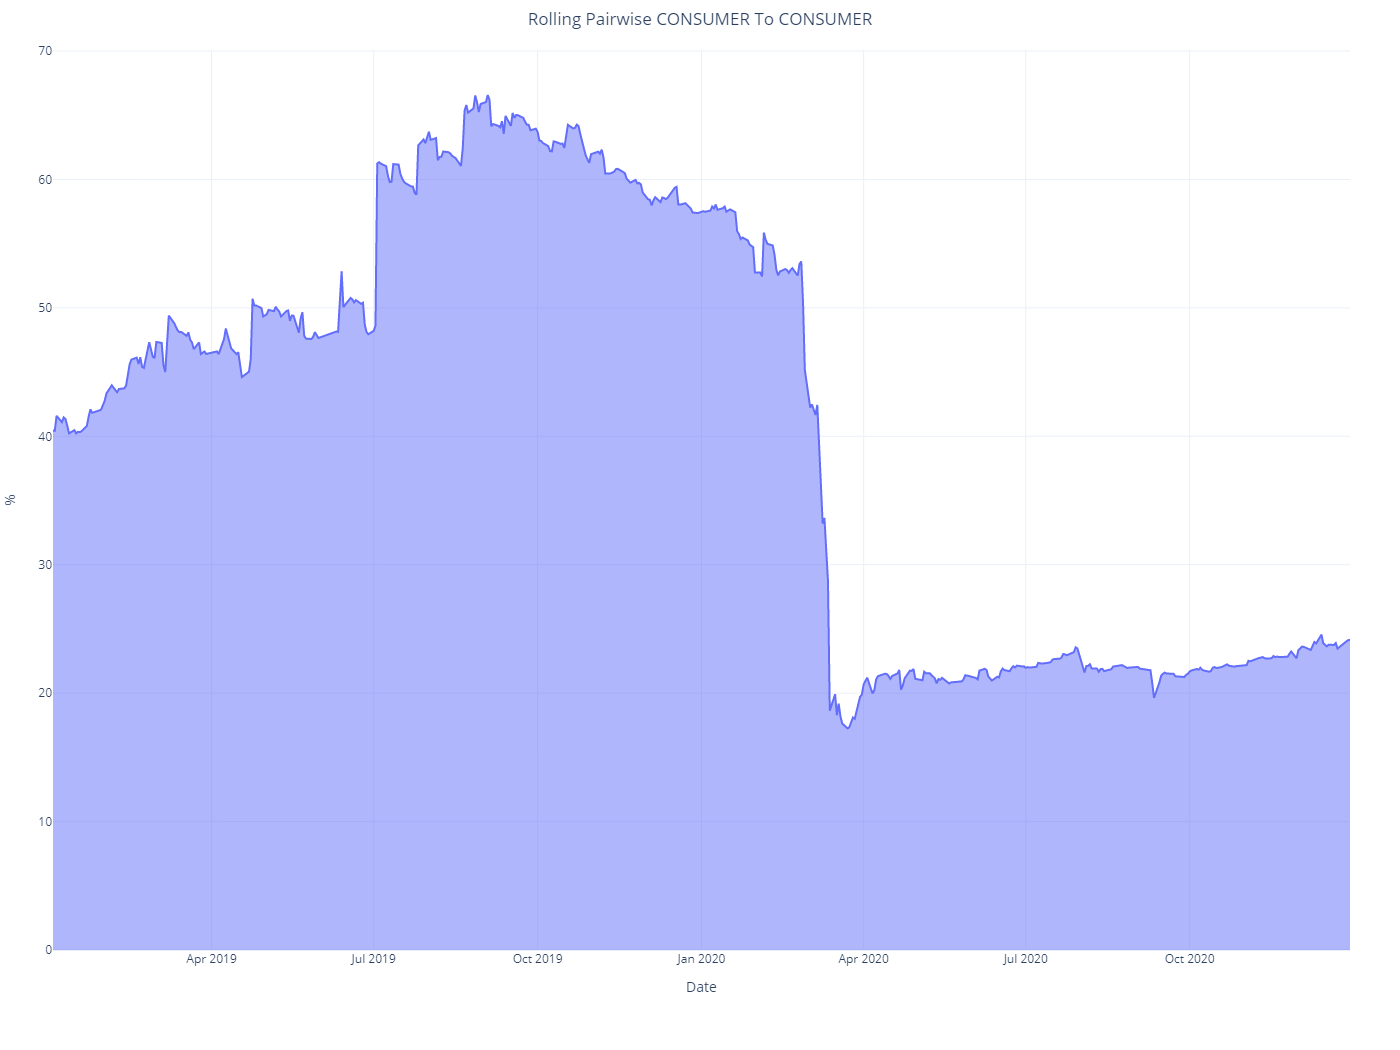 Rolling Pairwise CONSUMER To CONSUMER
70
60
50
40
30
20
10
0
%
Apr 2019
Jul 2019
Oct 2019
Jan 2020
Apr 2020
Jul 2020
Oct 2020
Date